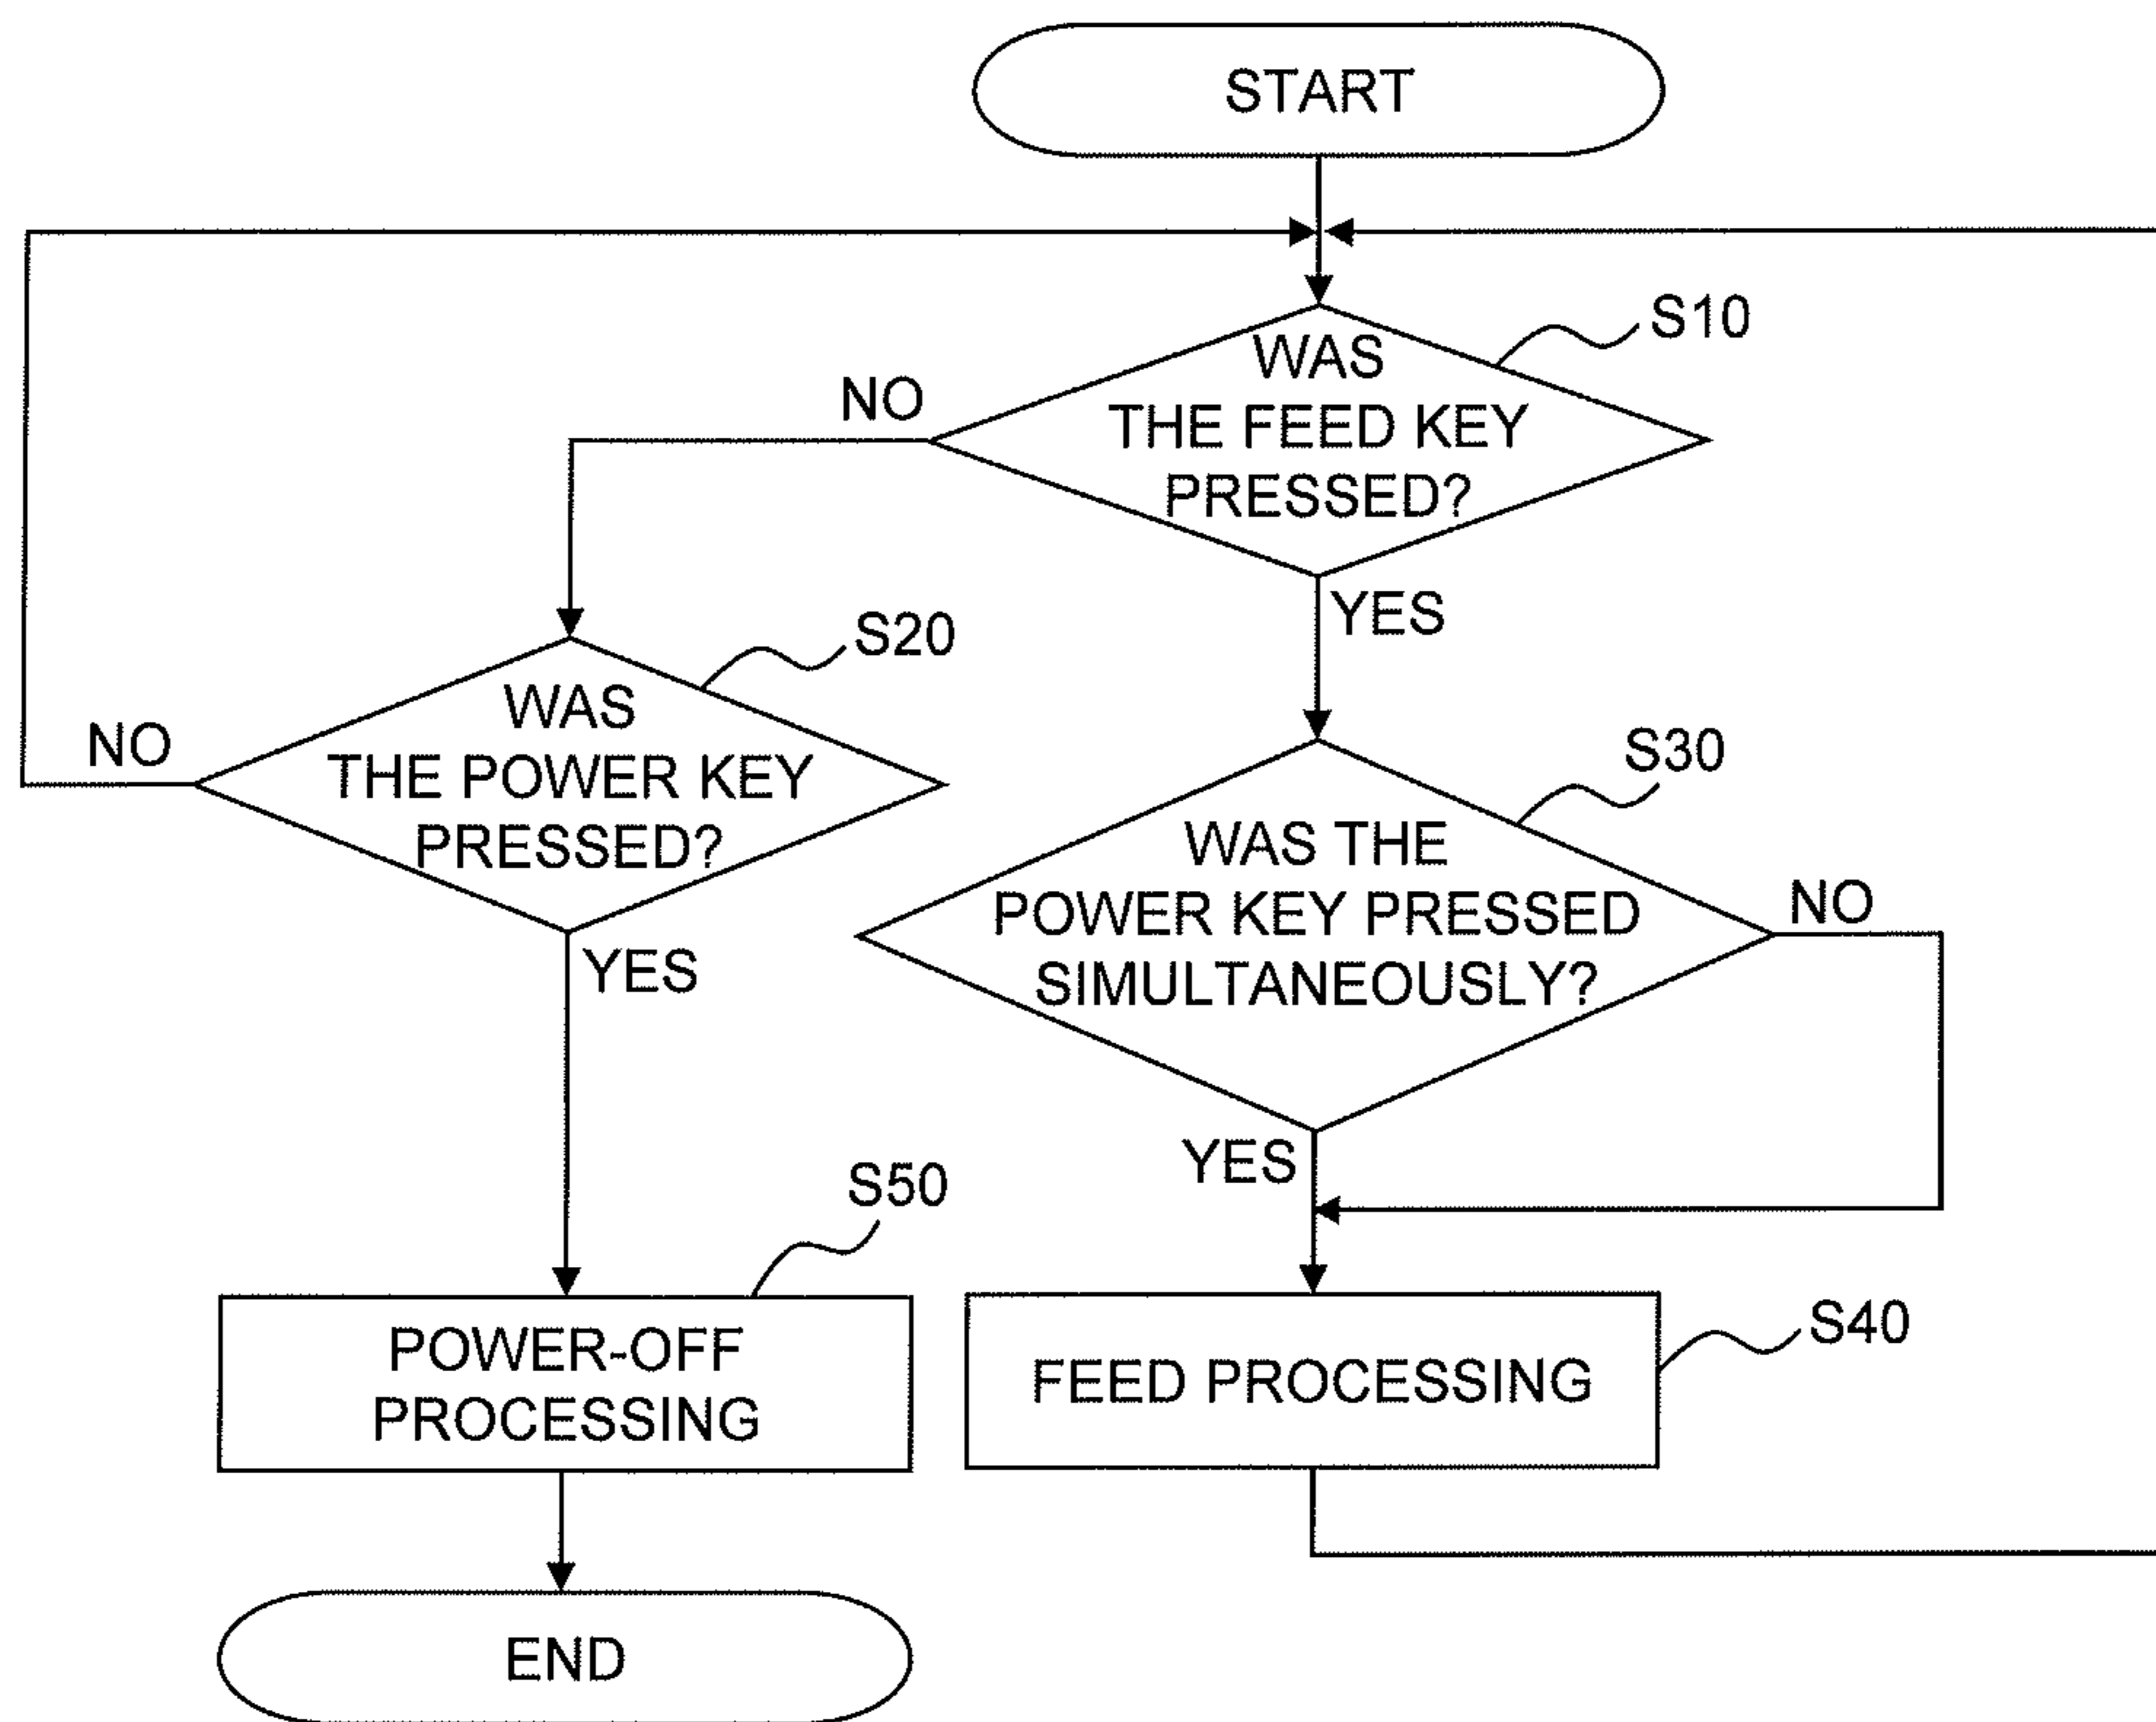 START
S10
WAS
THE FEED KEY
PRESSED?
NO
YES
S20
WAS
THE POWER KEY
PRESSED?
NO
YES
S30
WAS THE
POWER KEY PRESSED
SIMULTANEOUSLY?
NO
YES
S50
POWER-OFF
PROCESSING
S40
FEED PROCESSING
END